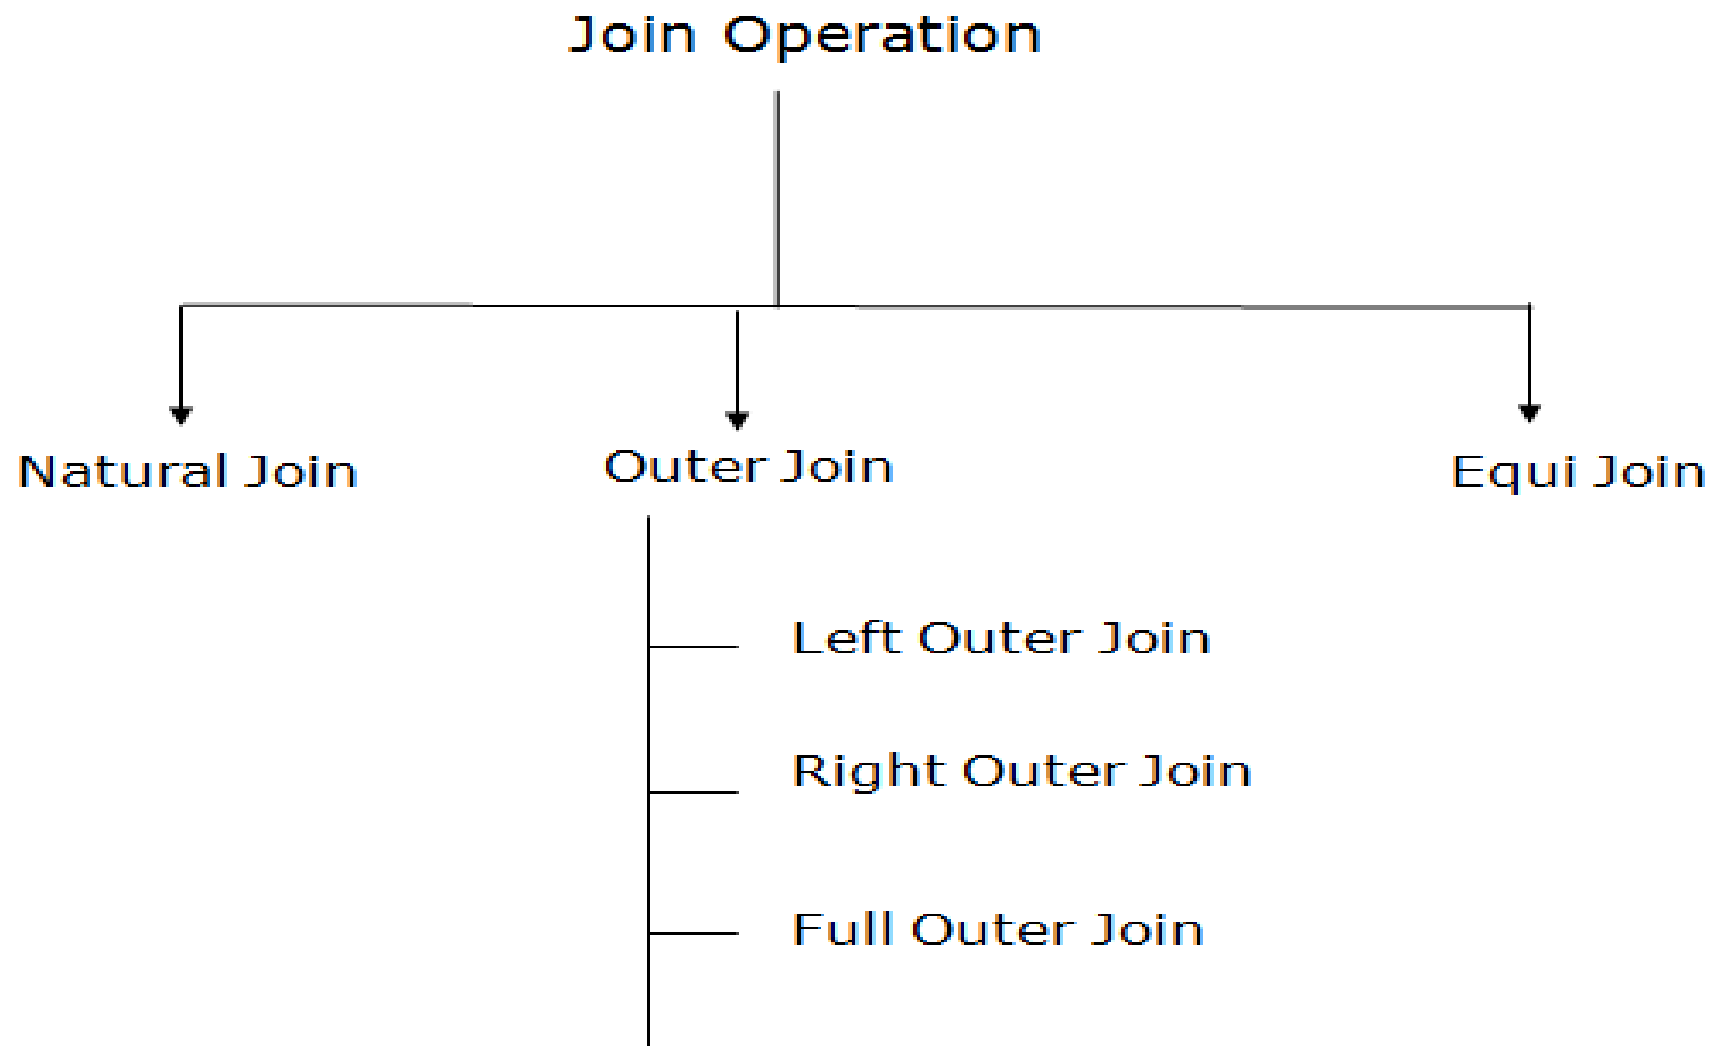 Join Operation
Natural Join
Outer Join
Equi Join
Left Outer Join
Right Outer Join
Full Outer Join